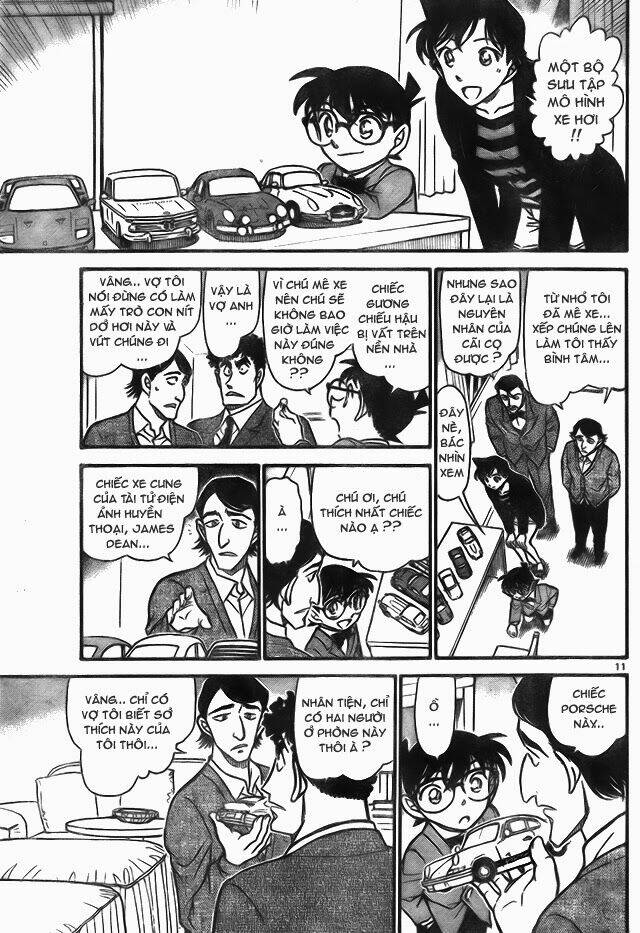 MỘT BỘ
SƯU TẬP
MÔ HÌNH
XE HƠI
!!
TỪ NHỎ TÔI
ĐÃ MÊ XE...
XẾP CHÚNG LÊN
LÀM TÔI THẤY
BÌNH TÂM...
NHƯNG SAO
ĐÂY LẠI LÀ
NGUYÊN
NHÂN CỦA
CÃI CỌ
ĐƯỢC?
ĐÂY
NÈ, BÁC
NHÌN
XEM
CHIẾC
GƯƠNG
CHIẾU HẬU
BỊ VẤT TRÊN
NỀN NHÀ
...
VÌ CHÚ MÊ XE
NÊN CHÚ SẼ
KHÔNG BAO
GIỜ LÀM VIỆC
NÀY ĐÚNG
KHÔNG?
??
VẬY LÀ
VỢ ANH
...
VÂNG... VỢ TÔI
NÓI ĐỪNG CÓ LÀM
MẤY TRÒ CON NÍT
DỞ HƠI NÀY VÀ
VỨT CHÚNG ĐI
...
CHÚ ƠI, CHÚ
THÍCH NHẤT CHIẾC
NÀO Ạ??
À
...
CHIẾC XE CUNG
CỦA TÀI TỬ ĐIỆN
ẢNH HUYỀN
THOẠI, JAMES
DEAN...
11
CHIẾC
PORSCHE
NÀY..
Ồ
...
NHÂN TIỆN, CHỈ
CÓ HAI NGƯỜI
Ở PHÒNG NÀY
THÔI À?
VÂNG.. CHỈ CÓ
VỢ TÔI BIẾT SỞ
THÍCH NÀY CỦA
TÔI THÔI...